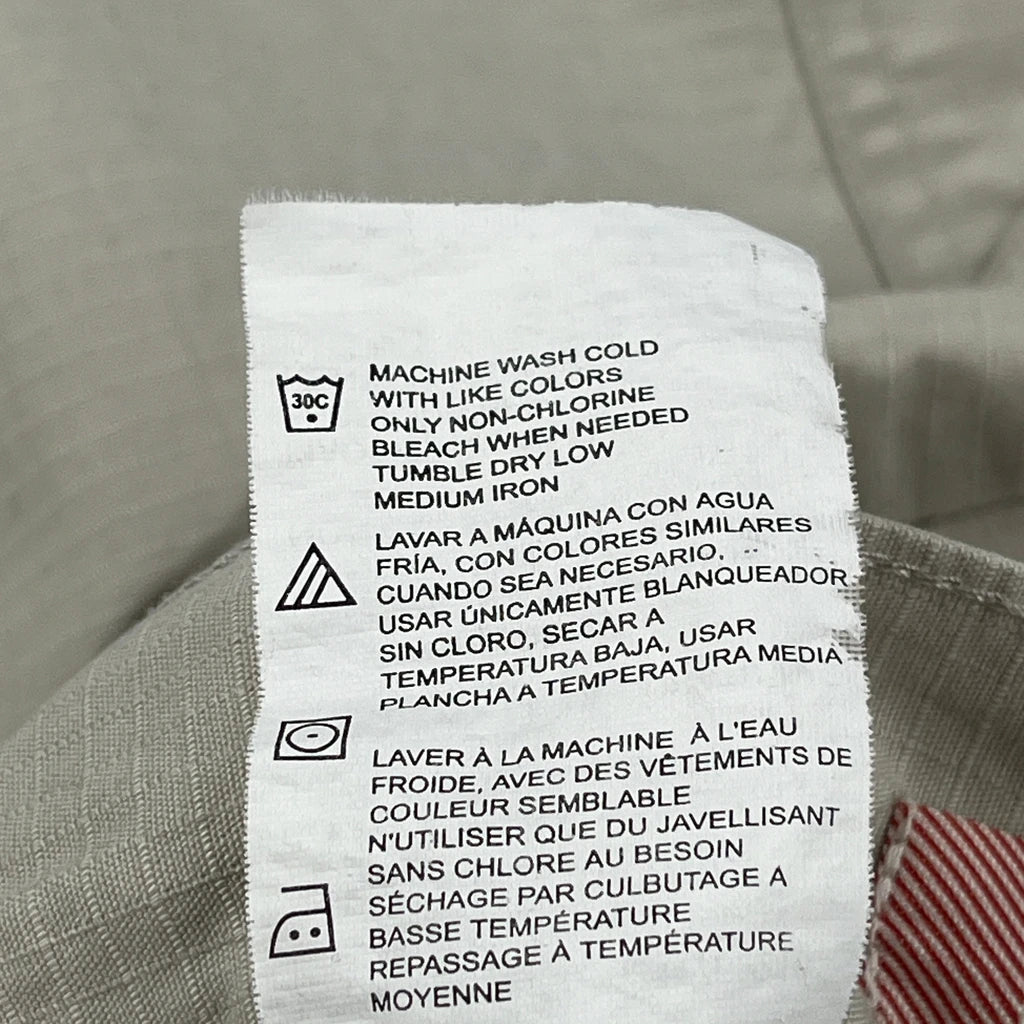 30C
MACHINE WASH COLD
WITH LIKE COLORS
ONLY NON-CHLORINE
BLEACH WHEN NEEDED
TUMBLE DRY LOW
MEDIUM IRON
LAVAR A MÁQUINA CON AGUA
FRÍA, CON COLORES SIMILARES
CUANDO SEA NECESARIO.
USAR ÚNICAMENTE BLANQUEADOR
SIN CLORO, SECAR A
TEMPERATURA BAJA, USAR
PLANCHA A TEMPERATURA MEDIA
LAVER À LA MACHINE À L'EAU
FROIDE, AVEC DES VÊTEMENTS DE
COULEUR SEMBLABLE
N'UTILISER QUE DU JAVELLISANT
SANS CHLORE AU BESOIN
SÉCHAGE PAR CULBUTAGE À
BASSE TEMPÉRATURE
REPASSAGE À TEMPÉRATURE
MOYENNE